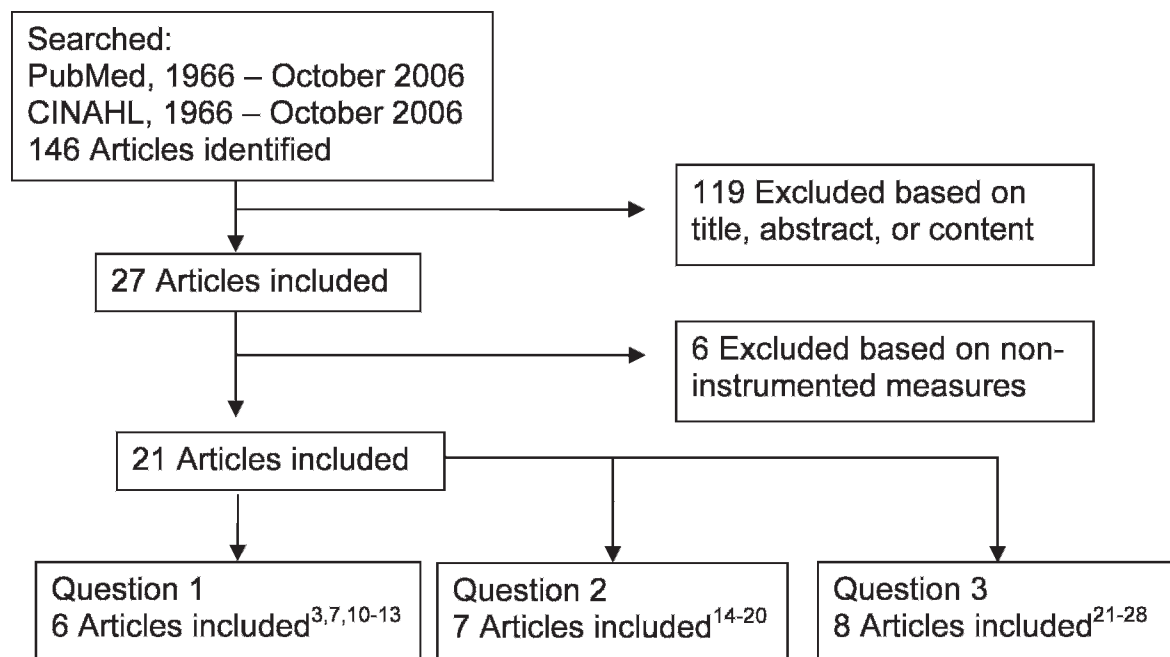 Searched:
PubMed, 1966 – October 2006
CINAHL, 1966 – October 2006
146 Articles identified
119 Excluded based on
title, abstract, or content
27 Articles included
6 Excluded based on non-
instrumented measures
21 Articles included
Question 1
6 Articles included3,7,10-13
Question 2
7 Articles included14-20
Question 3
8 Articles included21-28